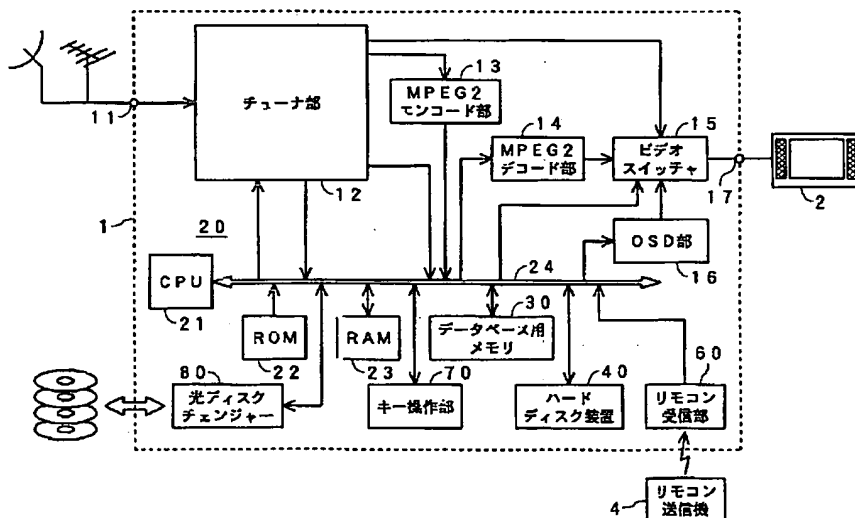 13
MPEG2
エンコード部
チューナ部
11
14
15
MPEG2
デコード部
ビデオ
スイッチャ
17
2
1
12
20
OSD部
16
CPU
24
21
30
ROM
RAM
データベース用
メモリ
22
23
80
70
40
60
光ディスク
チェンジャー
キー操作部
ハード
ディスク装置
リモコン
受信部
4
リモコン
送信機